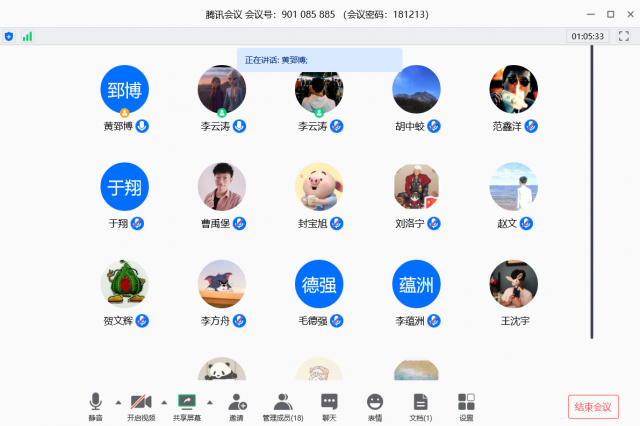 腾讯会议 会议号：901 085 885 （会议密码：181213）
01:05:33
正在讲话: 黄郅博;
郅博
黄郅博
李云涛
李云涛
胡中蛟
范鑫洋
于翔
于翔
曹禹堡
封宝旭
刘洛宁
赵文
德强
蕴洲
贺文辉
李方舟
毛德强
李蕴洲
王沈宇
静音
开启视频
共享屏幕
邀请
管理成员(18)
聊天
表情
文档(1)
设置
结束会议